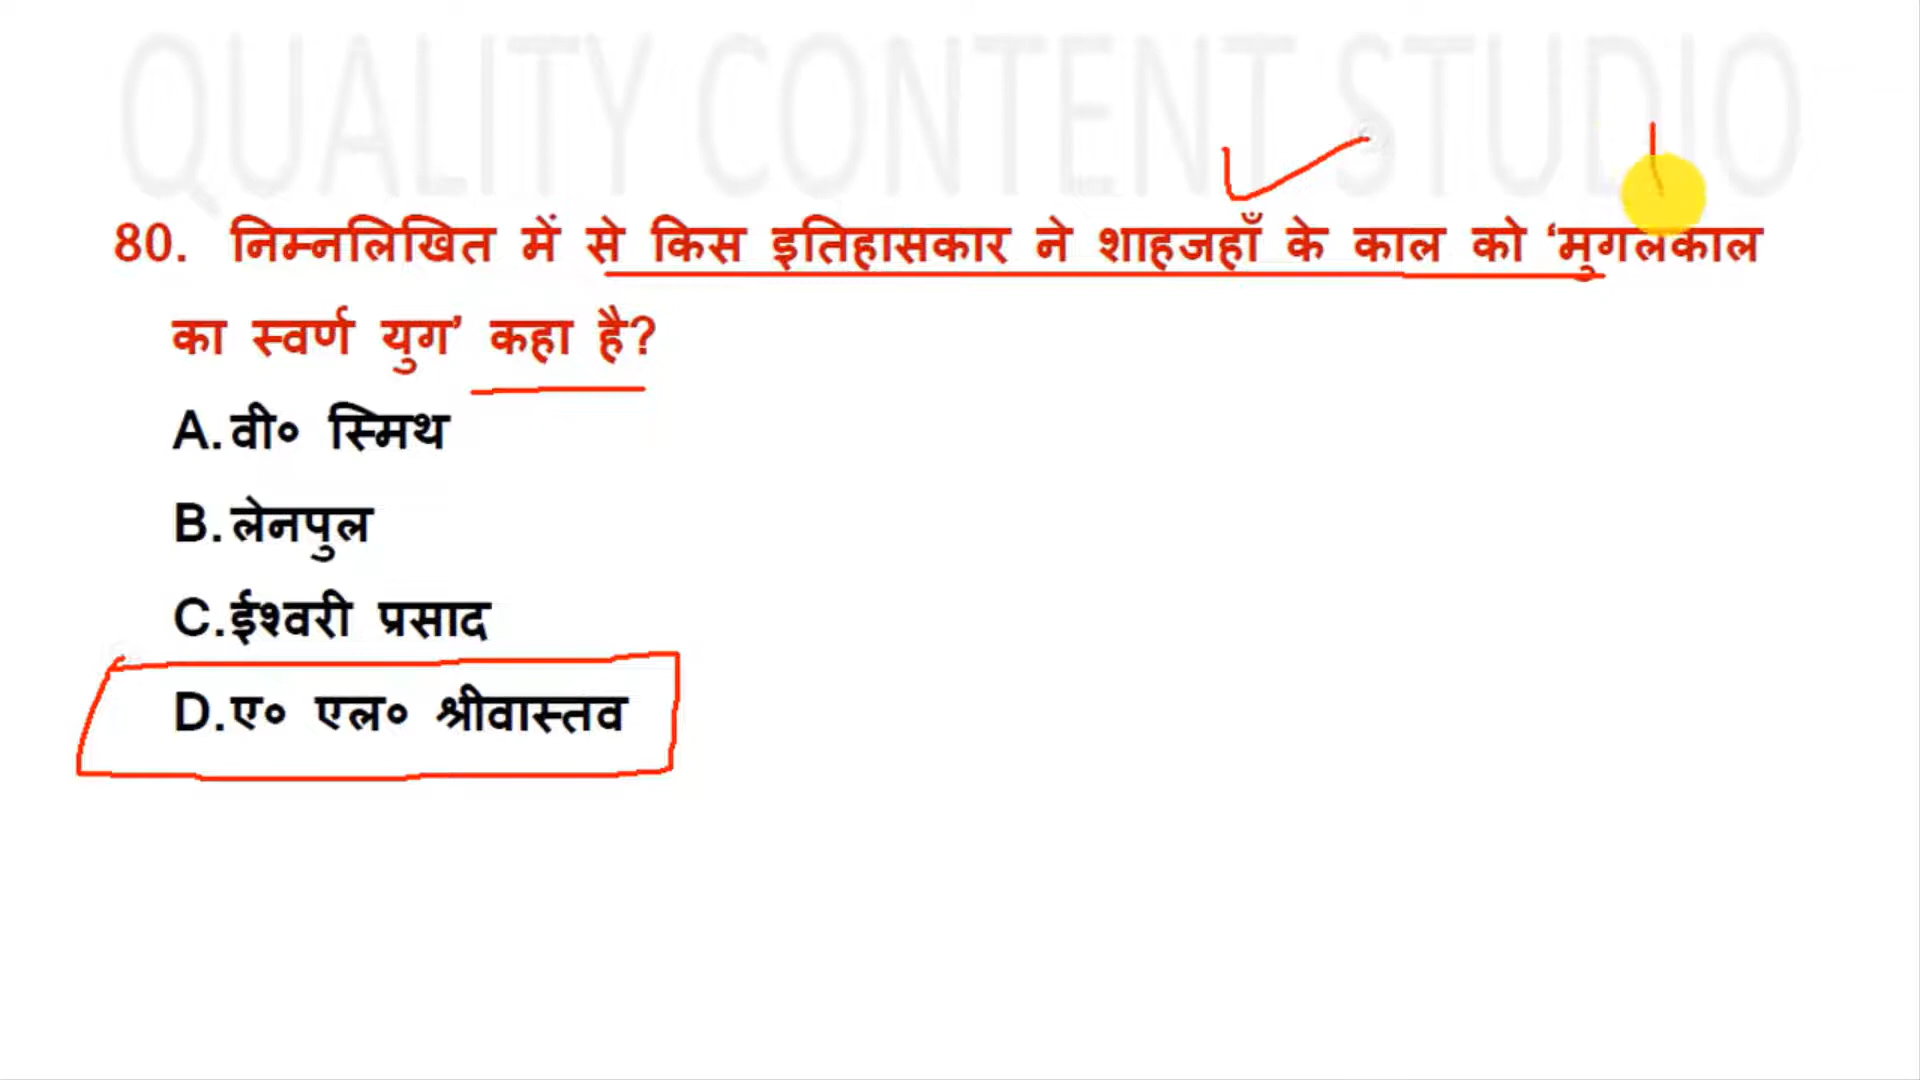 QUALITY CONTENT STUDIO
80. निम्नलिखित में से किस इतिहासकार ने शाहजहाँ के काल को ‘मुगलकाल
का स्वर्ण युग’ कहा है?
A. वी० स्मिथ
B. लेनपुल
C. ईश्वरी प्रसाद
D. ए० एल० श्रीवास्तव